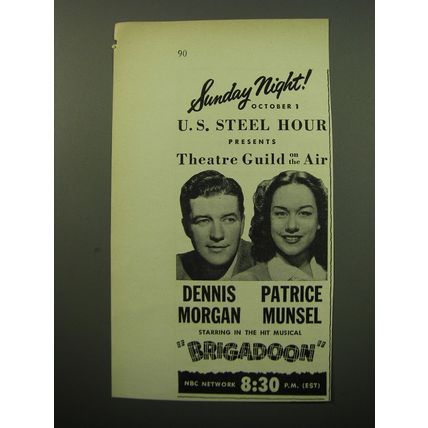 90
Sunday Night!
OCTOBER 1
U.S. STEEL HOUR
PRESENTS
Theatre Guild on the Air
DENNIS MORGAN
PATRICE MUNSEL
STARRING IN THE HIT MUSICAL
"BRIGADOON"
NBC NETWORK 8:30 P.M. (EST)